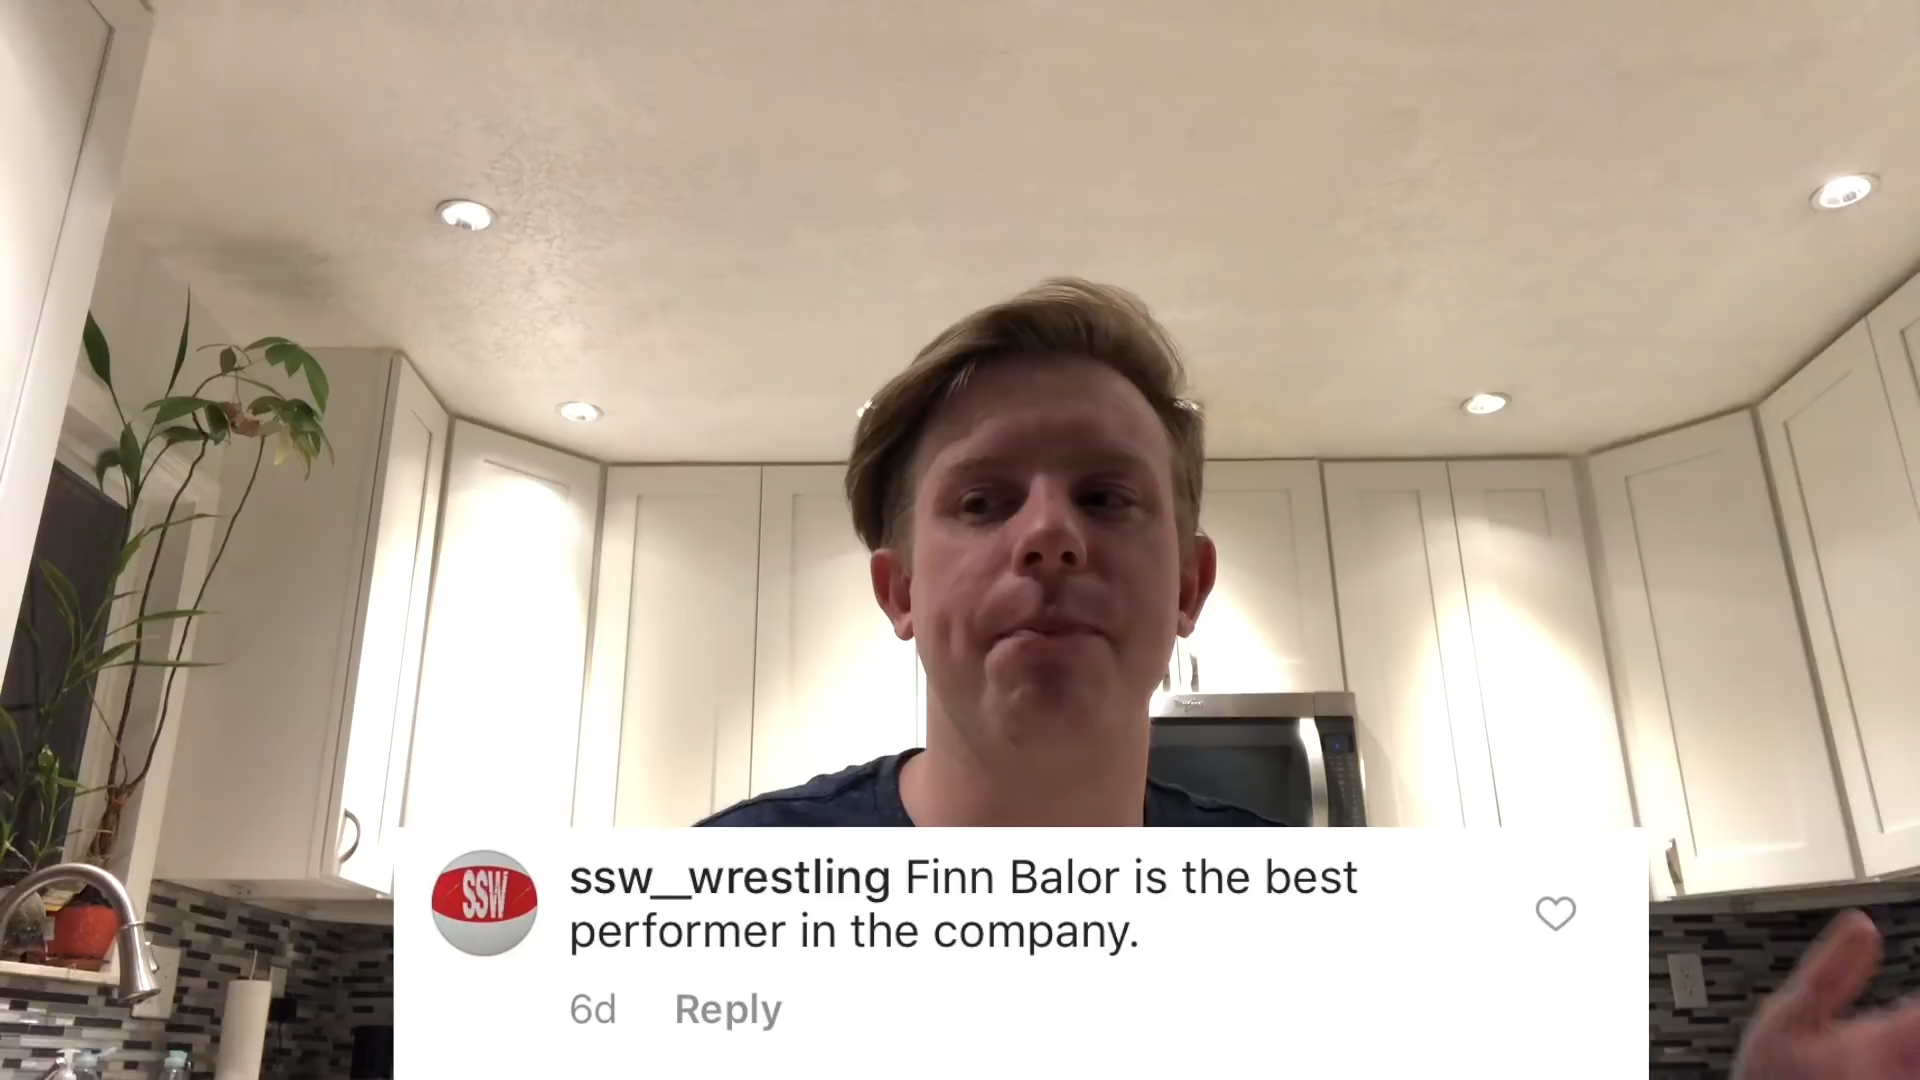 SSW
ssw__wrestling Finn Balor is the best
performer in the company.
6d Reply